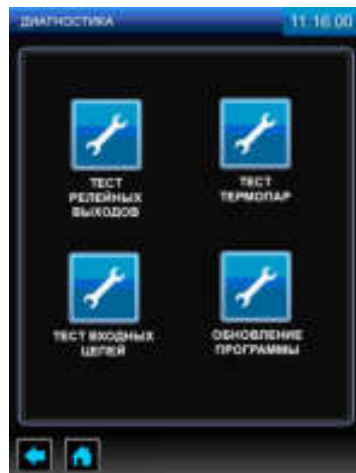 ДИАГНОСТИКА 11:16:00
ТЕСТ
РЕЛЕЙНЫХ
ВЫХОДОВ
ТЕСТ
ТЕРМОПАР
ТЕСТ ВХОДНЫХ
ЦЕПЕЙ
ОБНОВЛЕНИЕ
ПРОГРАММЫ